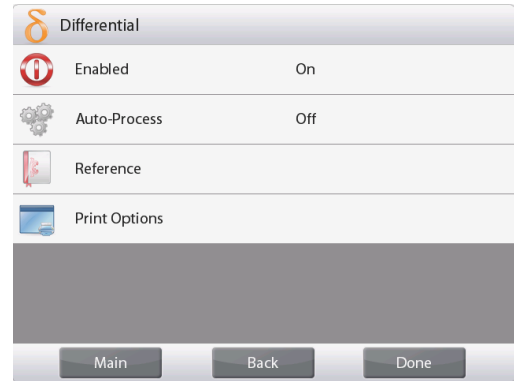 δ Differential
Enabled On
Auto-Process Off
Reference
Print Options
Main Back Done